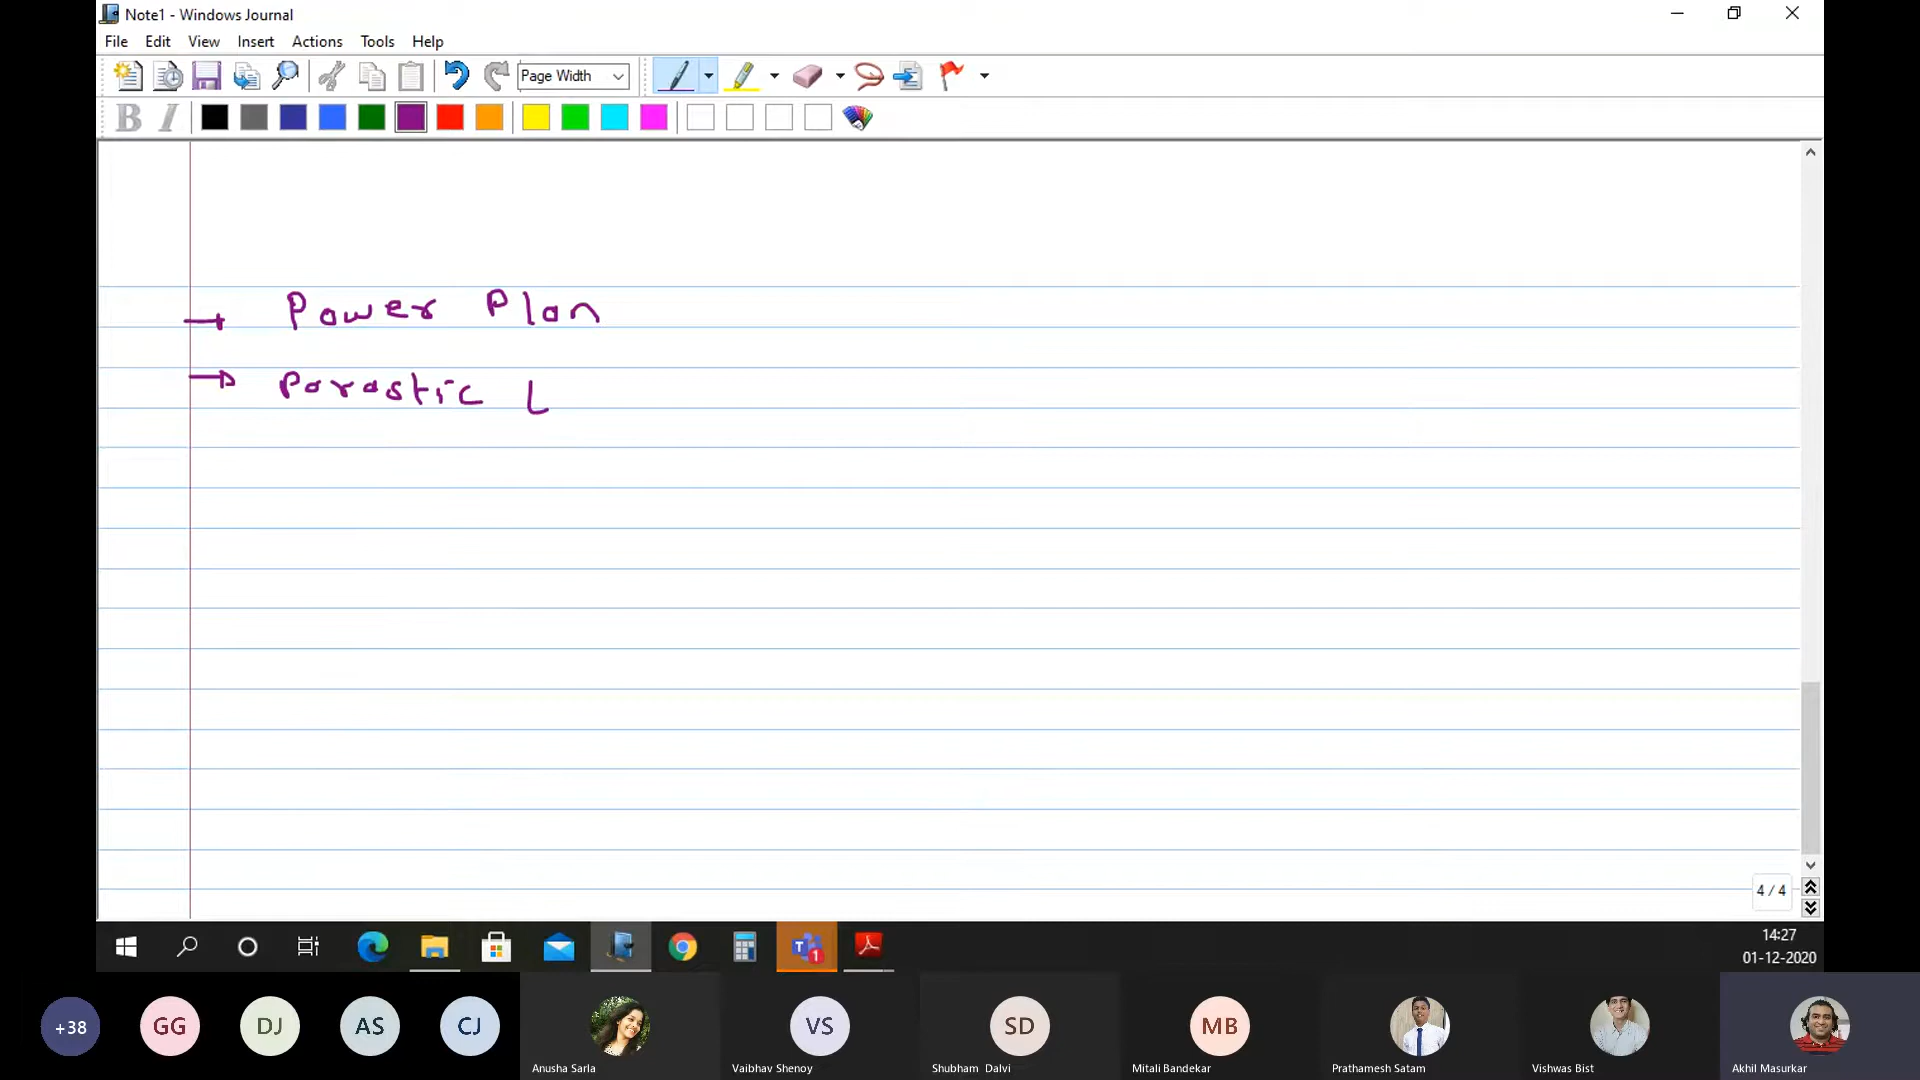 Note1 - Windows Journal
File Edit View Insert Actions Tools Help
Page Width
B I
Power Plan
Parastic L
4 / 4
14:27
01-12-2020
1
+38 GG DJ AS CJ VS SD MB
Anusha Sarla Vaibhav Shenoy Shubham Dalvi Mitali Bandekar Prathamesh Satam Vishwas Bist Akhil Masurkar